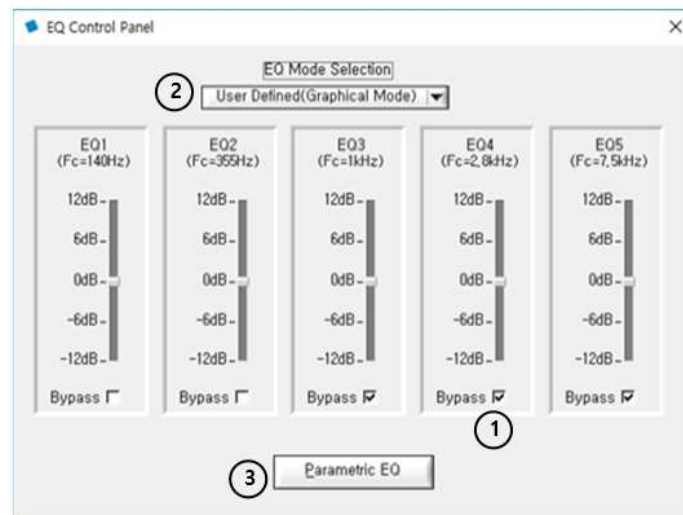 EQ Control Panel
EQ Mode Selection
2
User Defined(Graphical Mode)
EQ1 EQ2 EQ3 EQ4 EQ5
(Fc=140Hz) (Fc=355Hz) (Fc=1kHz) (Fc=2,8kHz) (Fc=7,5kHz)
12dB 12dB 12dB 12dB 12dB
6dB 6dB 6dB 6dB 6dB
0dB 0dB 0dB 0dB 0dB
-6dB -6dB -6dB -6dB -6dB
-12dB -12dB -12dB -12dB -12dB
Bypass Bypass Bypass Bypass Bypass
1
3
Parametric EQ